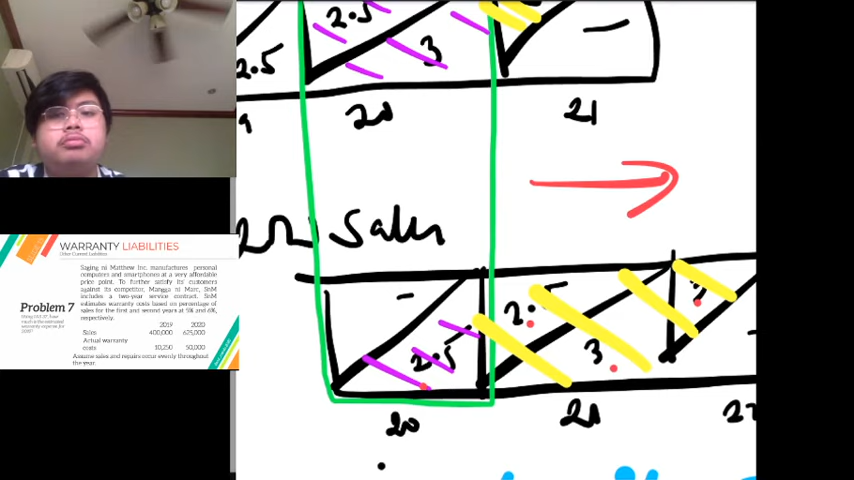 2.5
2.5
3
—
20
21
Sales
-
2.5
2.5
3
20
21
22
WARRANTY LIABILITIES
Other Current Liabilities
Problem 7
Saging ni Matthew Inc. manufactures personal
computers and smartphones at a very affordable
price point. To further satisfy its customers
against its competitor, Mangga ni Marc, SnM
includes a two-year service contract. SnM
estimates warranty costs based on percentage of
sales for the first and second years at 5% and 6%,
respectively.
2019 2020
Sales 400,000 625,000
Actual warranty
costs 10,250 50,000
Assume sales and repairs occur evenly throughout
the year.